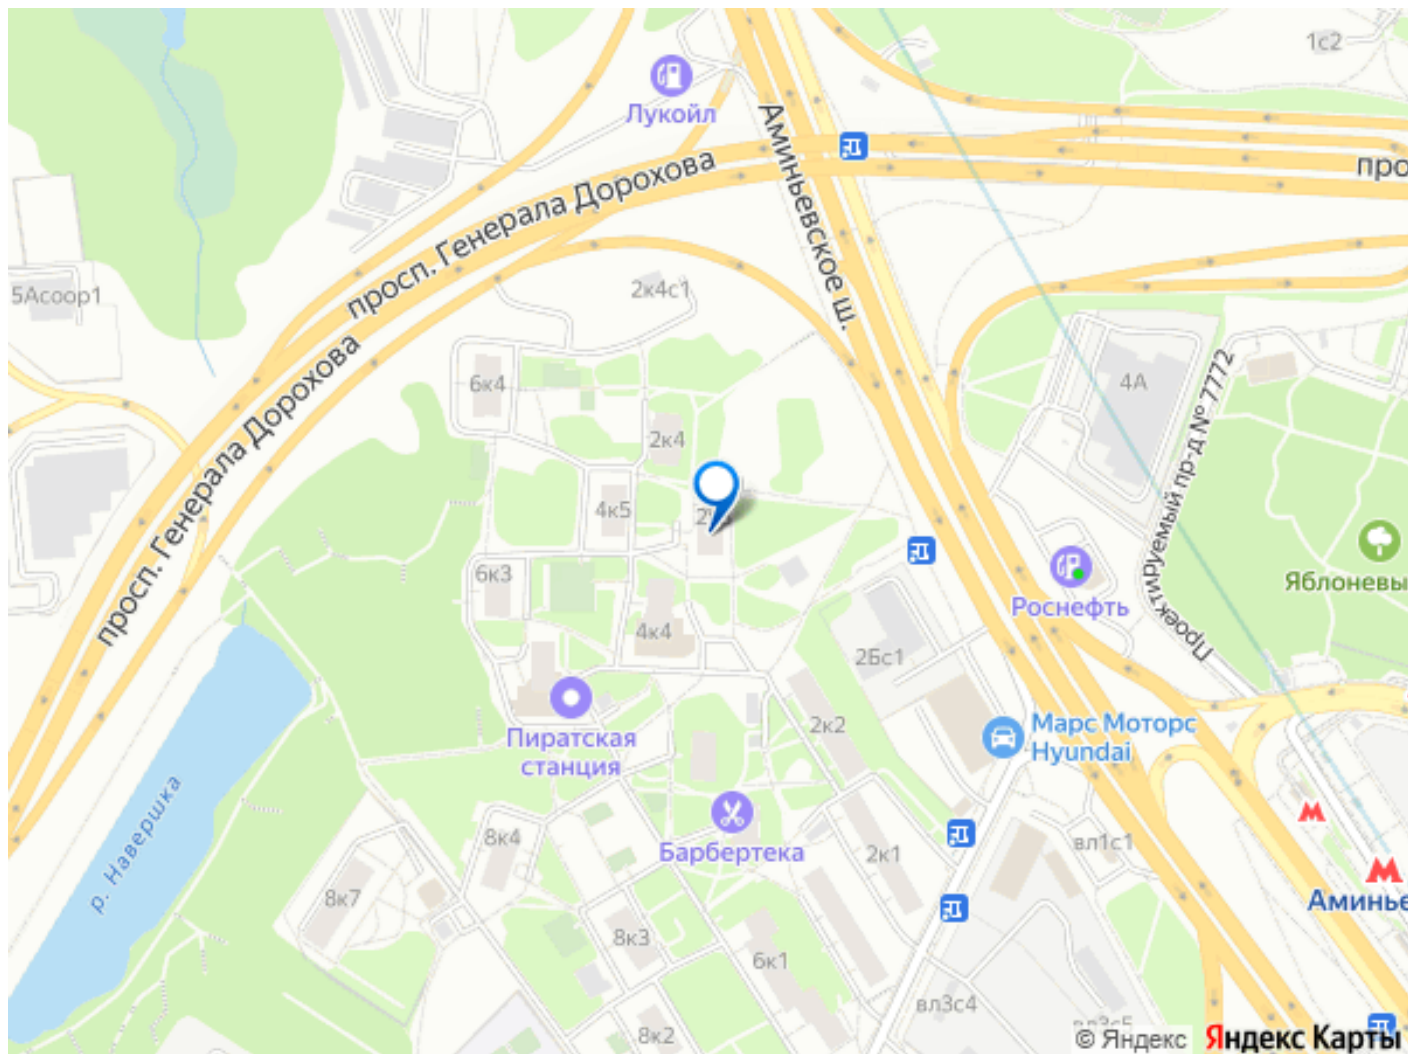 1с2
Лукойл
Аминьевское ш.
просп. Генерала Дорохова
про
5Асоор1
2к4с1
просп. Генерала Дорохова
6к4
4А
Проектируемый пр-д № 7772
2к4
4к5
Яблоневы
6к3
Роснефть
4к4
2Бс1
Пиратская
станция
2к2
Марс Моторс
Hyundai
р. Навершка
8к4
Барбертека
2к1
вл1с1
8к7
Аминье
8к3
6к1
вл3с4
8к2
© Яндекс
Яндекс Карты